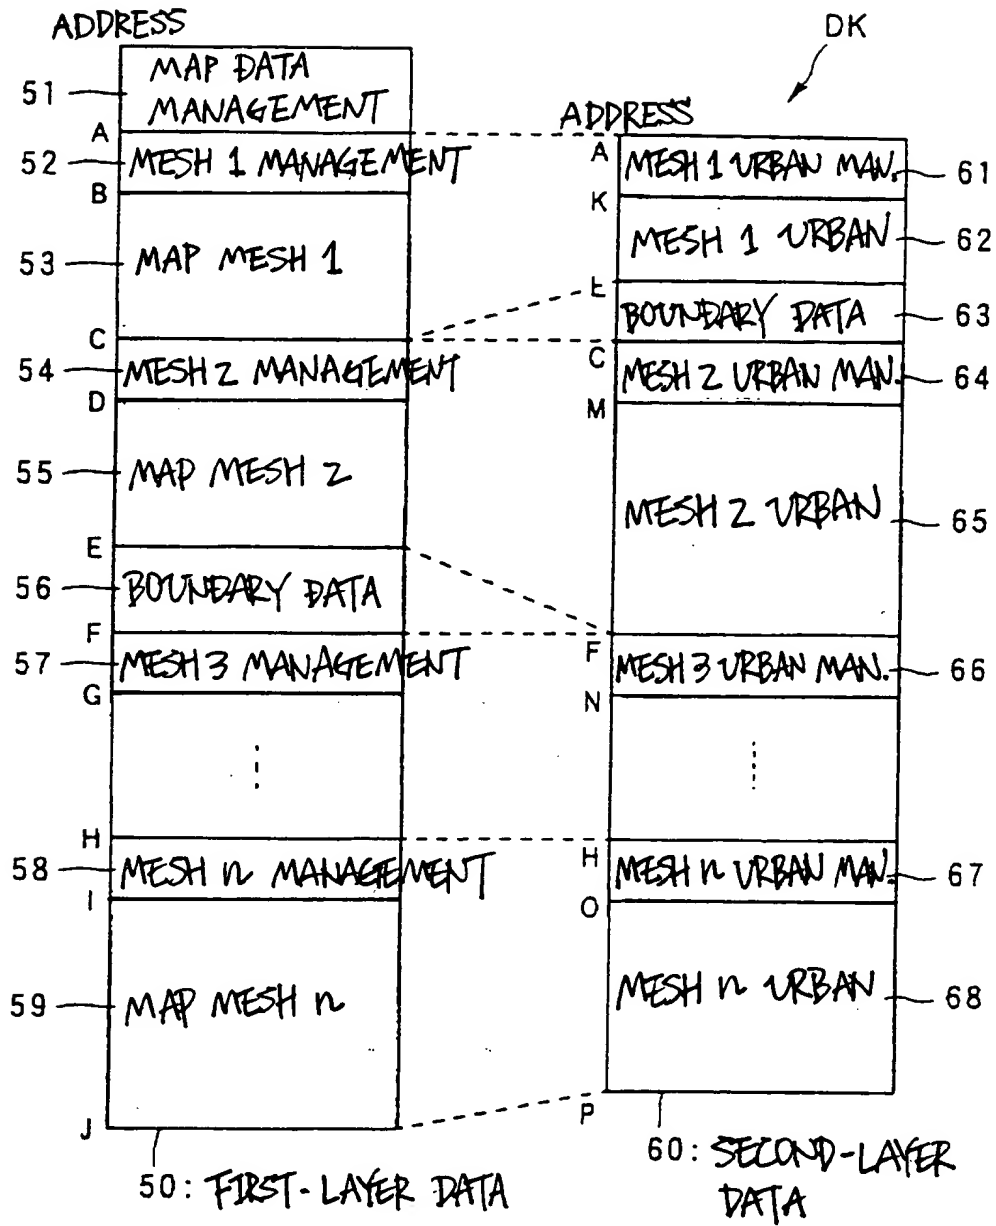 ADDRESS
DK
MAP DATA
MANAGEMENT
51
A
52
MESH 1 MANAGEMENT
B
53
MAP MESH 1
C
54
MESH 2 MANAGEMENT
D
55
MAP MESH 2
E
56
BOUNDARY DATA
F
57
MESH 3 MANAGEMENT
G
H
58
MESH n MANAGEMENT
I
59
MAP MESH n
J
50: FIRST-LAYER DATA
ADDRESS
A
MESH 1 URBAN MAN.
61
K
MESH 1 URBAN
62
L
BOUNDARY DATA
63
C
MESH 2 URBAN MAN.
64
M
MESH 2 URBAN
65
F
MESH 3 URBAN MAN.
66
N
H
MESH n URBAN MAN.
67
O
MESH n URBAN
68
P
60: SECOND-LAYER
DATA